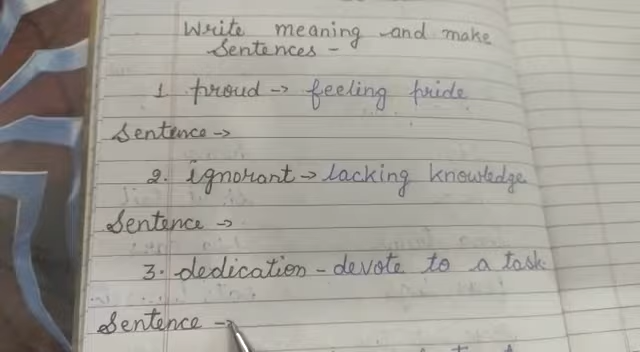 Write meaning and make
Sentences -
1. proud → feeling pride
Sentence →
2. ignorant → lacking knowledge
Sentence →
3. dedication - devote to a task
Sentence →